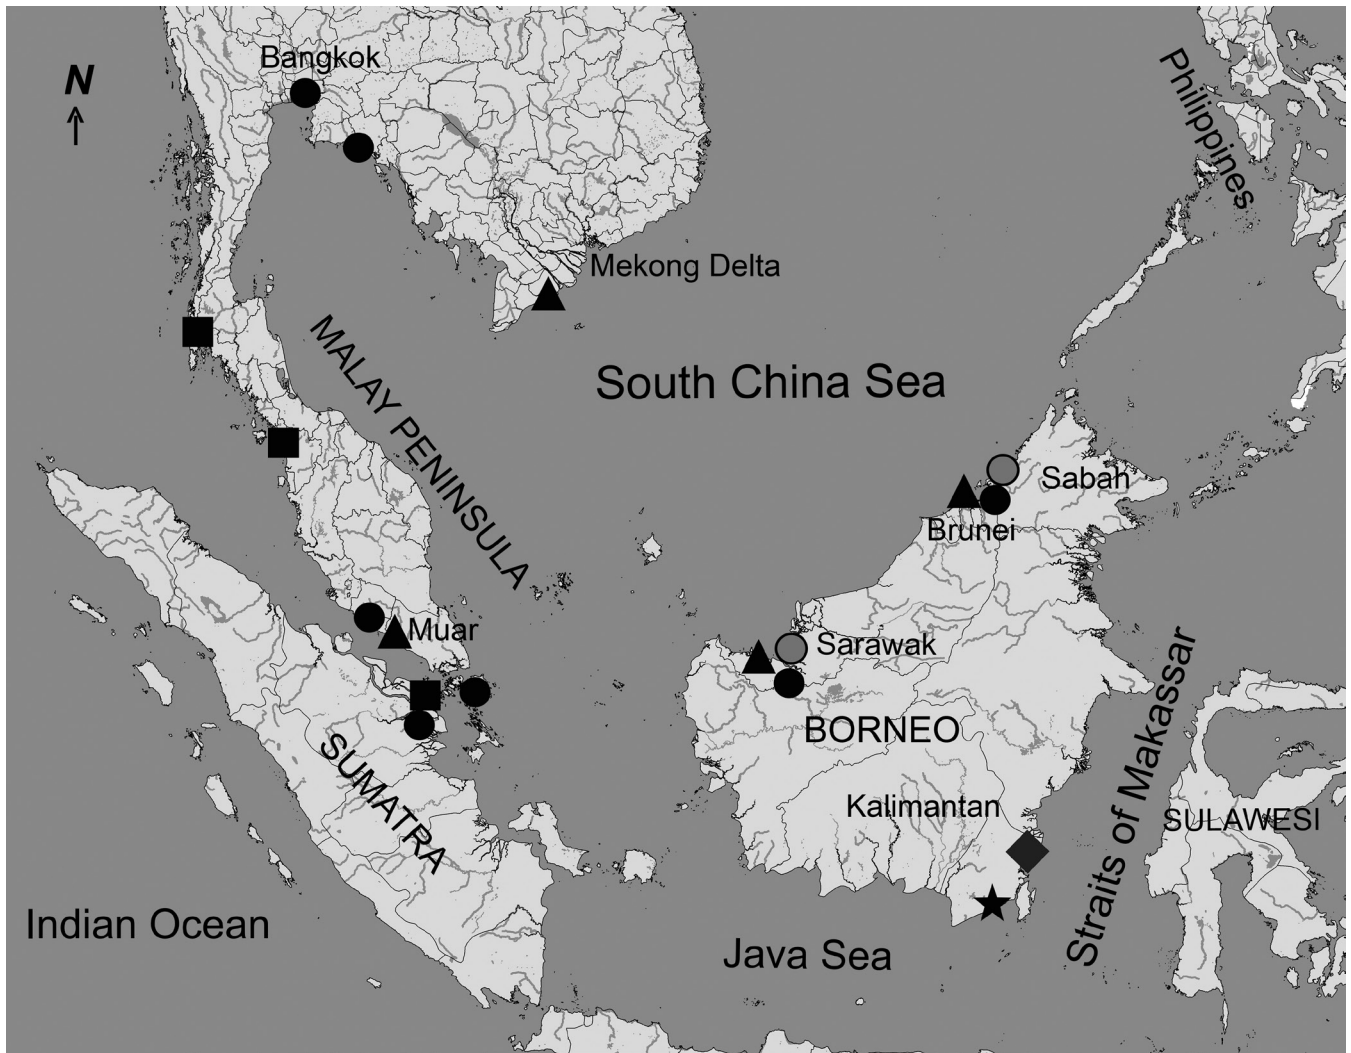 Bangkok
N
Philippines
Mekong Delta
MALAY PENINSULA
South China Sea
Sabah
Brunei
Muar
Sarawak
BORNEO
Straits of Makassar
SUMATRA
Kalimantan
SULAWESI
Indian Ocean
Java Sea